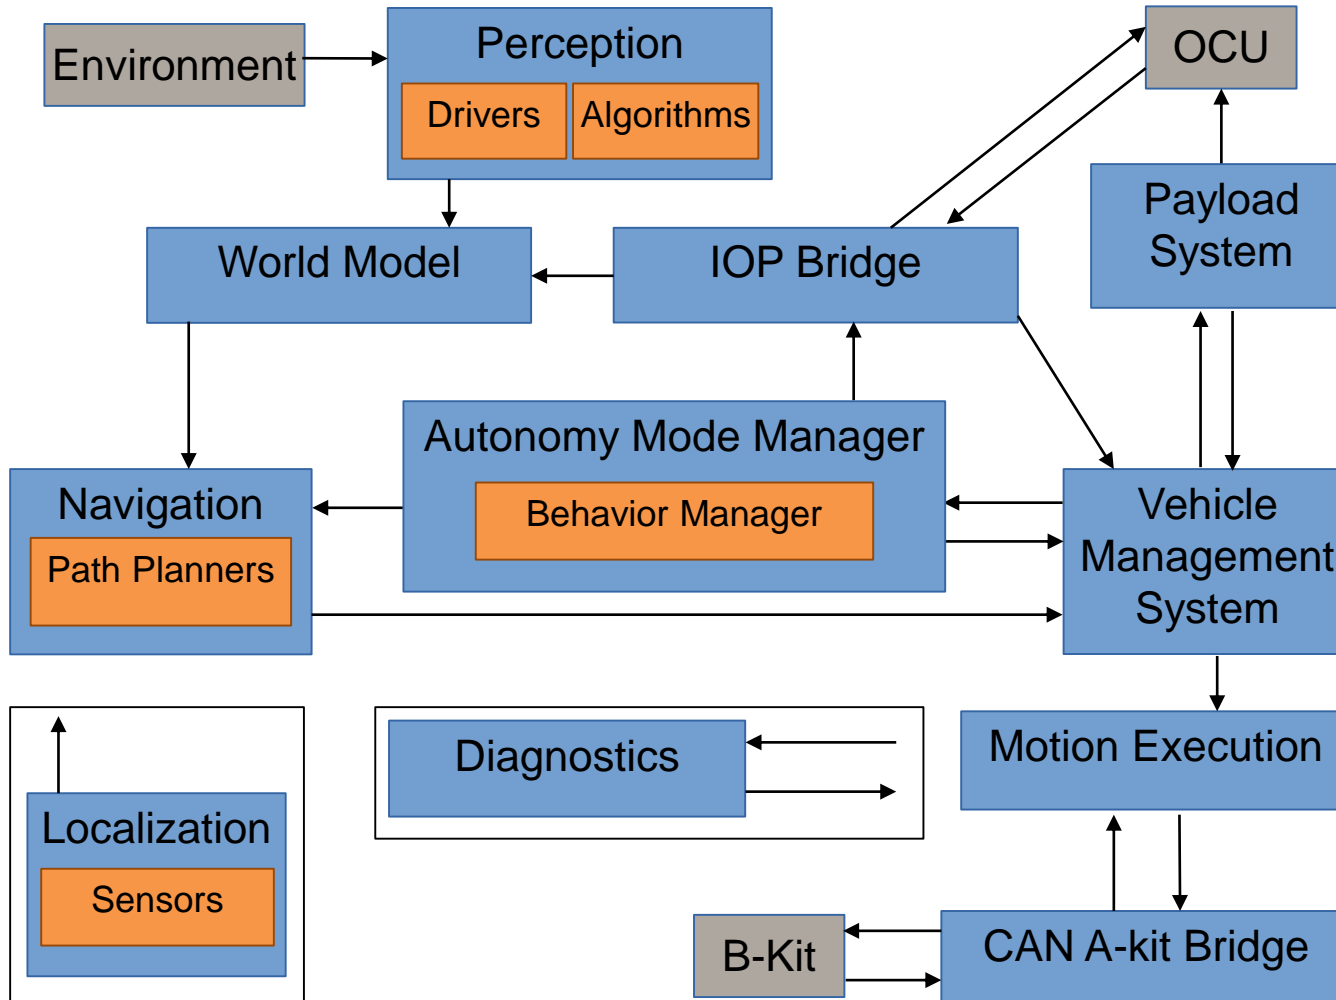 Environment
Perception
Drivers
Algorithms
OCU
Payload
System
World Model
IOP Bridge
Autonomy Mode Manager
Behavior Manager
Navigation
Path Planners
Vehicle
Management
System
Diagnostics
Motion Execution
Localization
Sensors
B-Kit
CAN A-kit Bridge